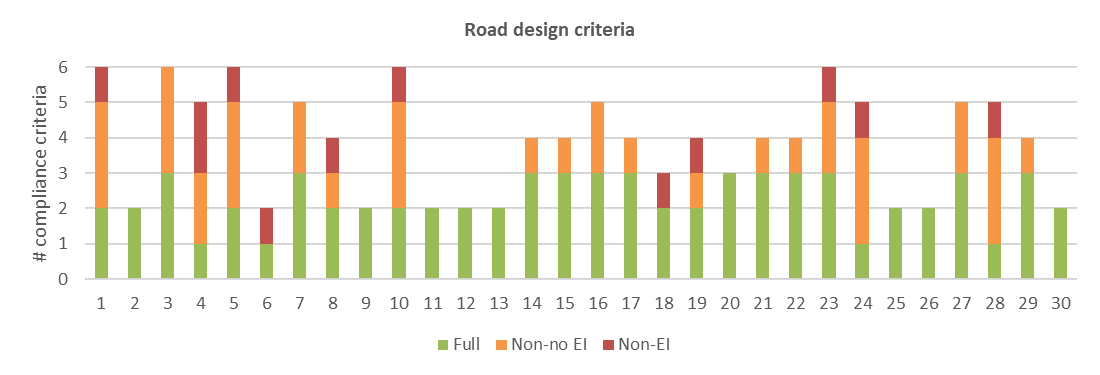 Road design criteria
# compliance criteria
6
5
4
3
2
1
0
1 2 3 4 5 6 7 8 9 10 11 12 13 14 15 16 17 18 19 20 21 22 23 24 25 26 27 28 29 30
Full Non-no EI Non-EI